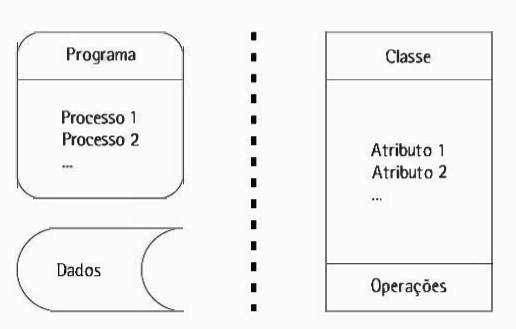 Programa
Processo 1
Processo 2
...
Dados
Classe
Atributo 1
Atributo 2
...
Operações